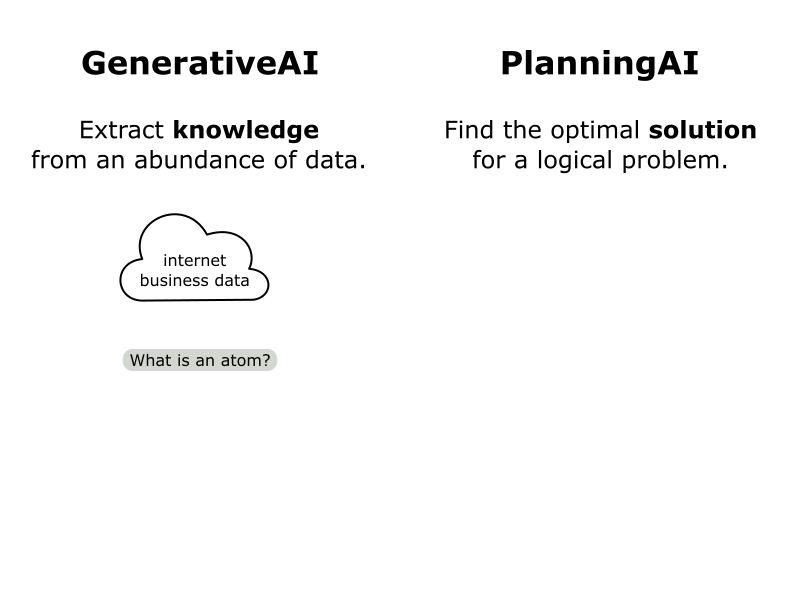 GenerativeAI
Extract knowledge
from an abundance of data.
internet
business data
What is an atom?
PlanningAI
Find the optimal solution
for a logical problem.